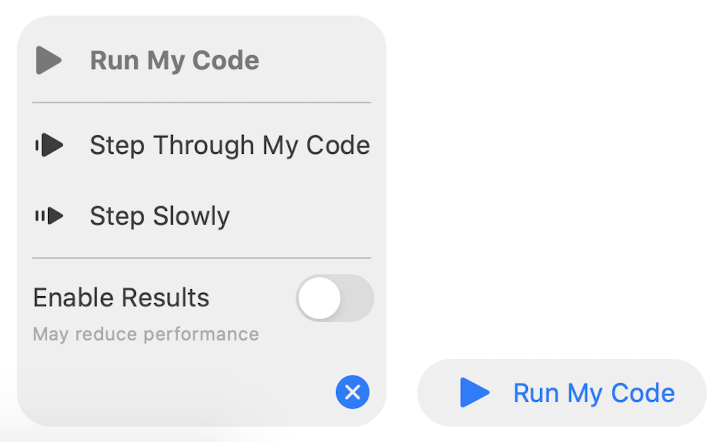 Run My Code
Step Through My Code
Step Slowly
Enable Results
May reduce performance
Run My Code